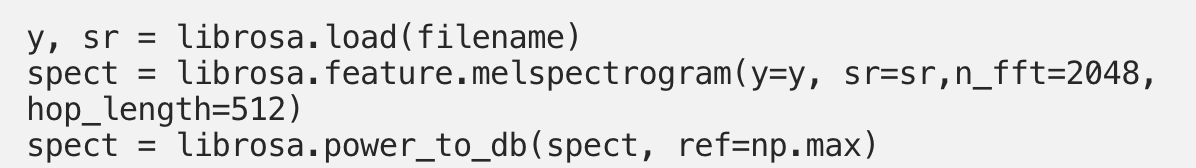 y, sr = librosa.load(filename)
spect = librosa.feature.melspectrogram(y=y, sr=sr,n_fft=2048,
hop_length=512)
spect = librosa.power_to_db(spect, ref=np.max)